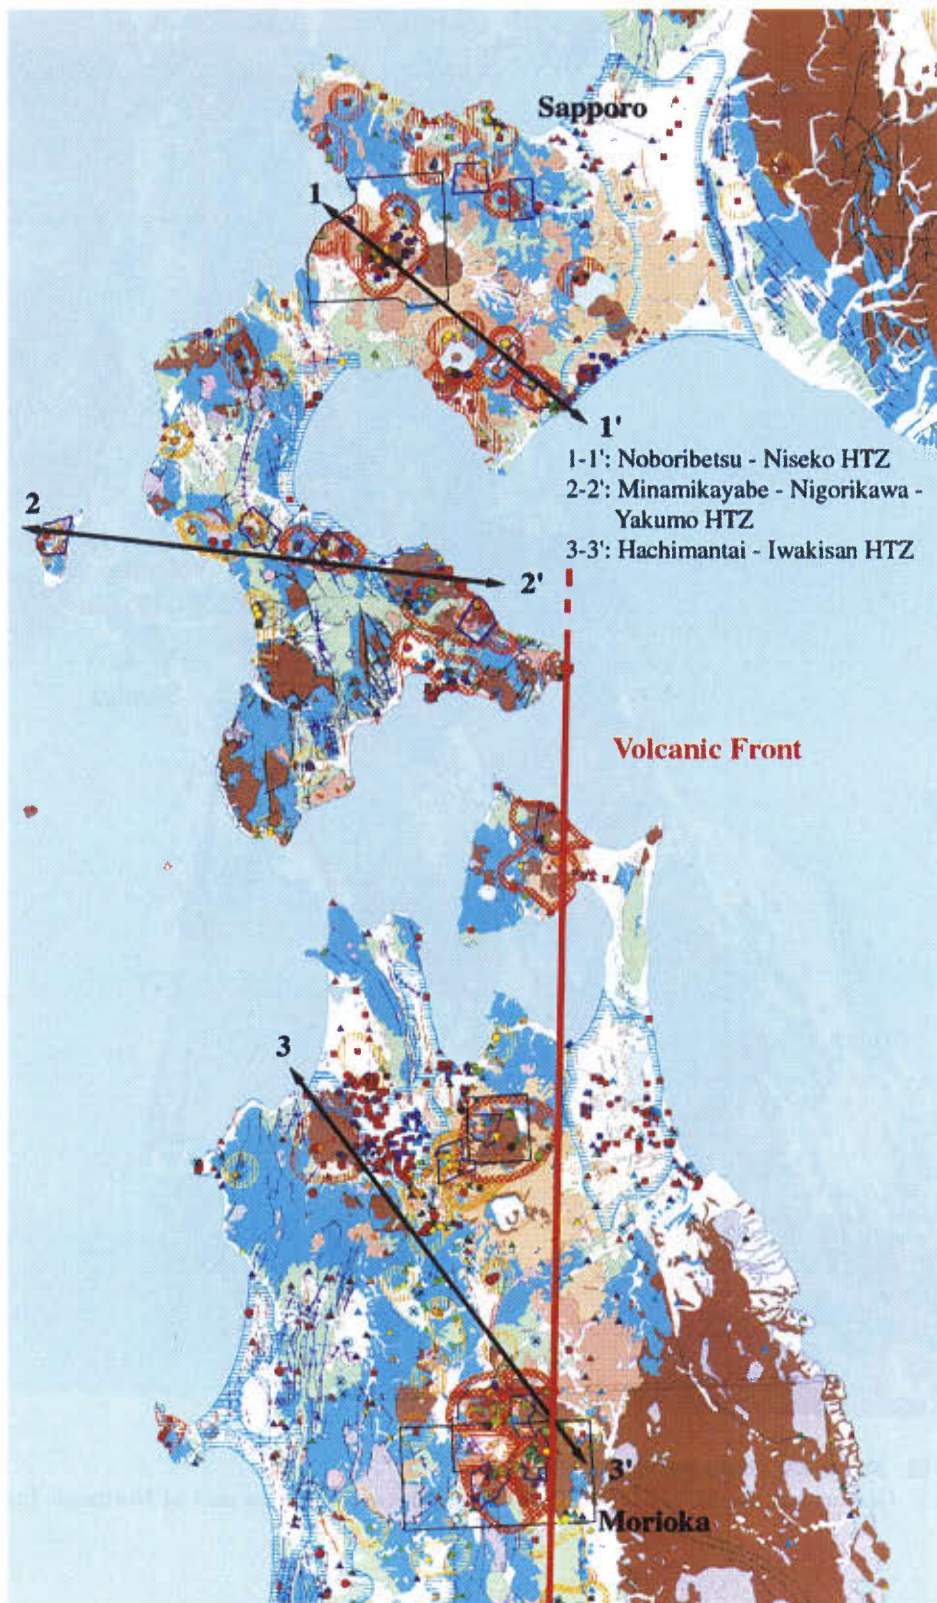 Sapporo
1
1'
1-1': Noboribetsu - Niseko HTZ
2-2': Minamikayabe - Nigorikawa -
Yakumo HTZ
3-3': Hachimantai - Iwakisan HTZ
2
2'
Volcanic Front
3
3'
Morioka